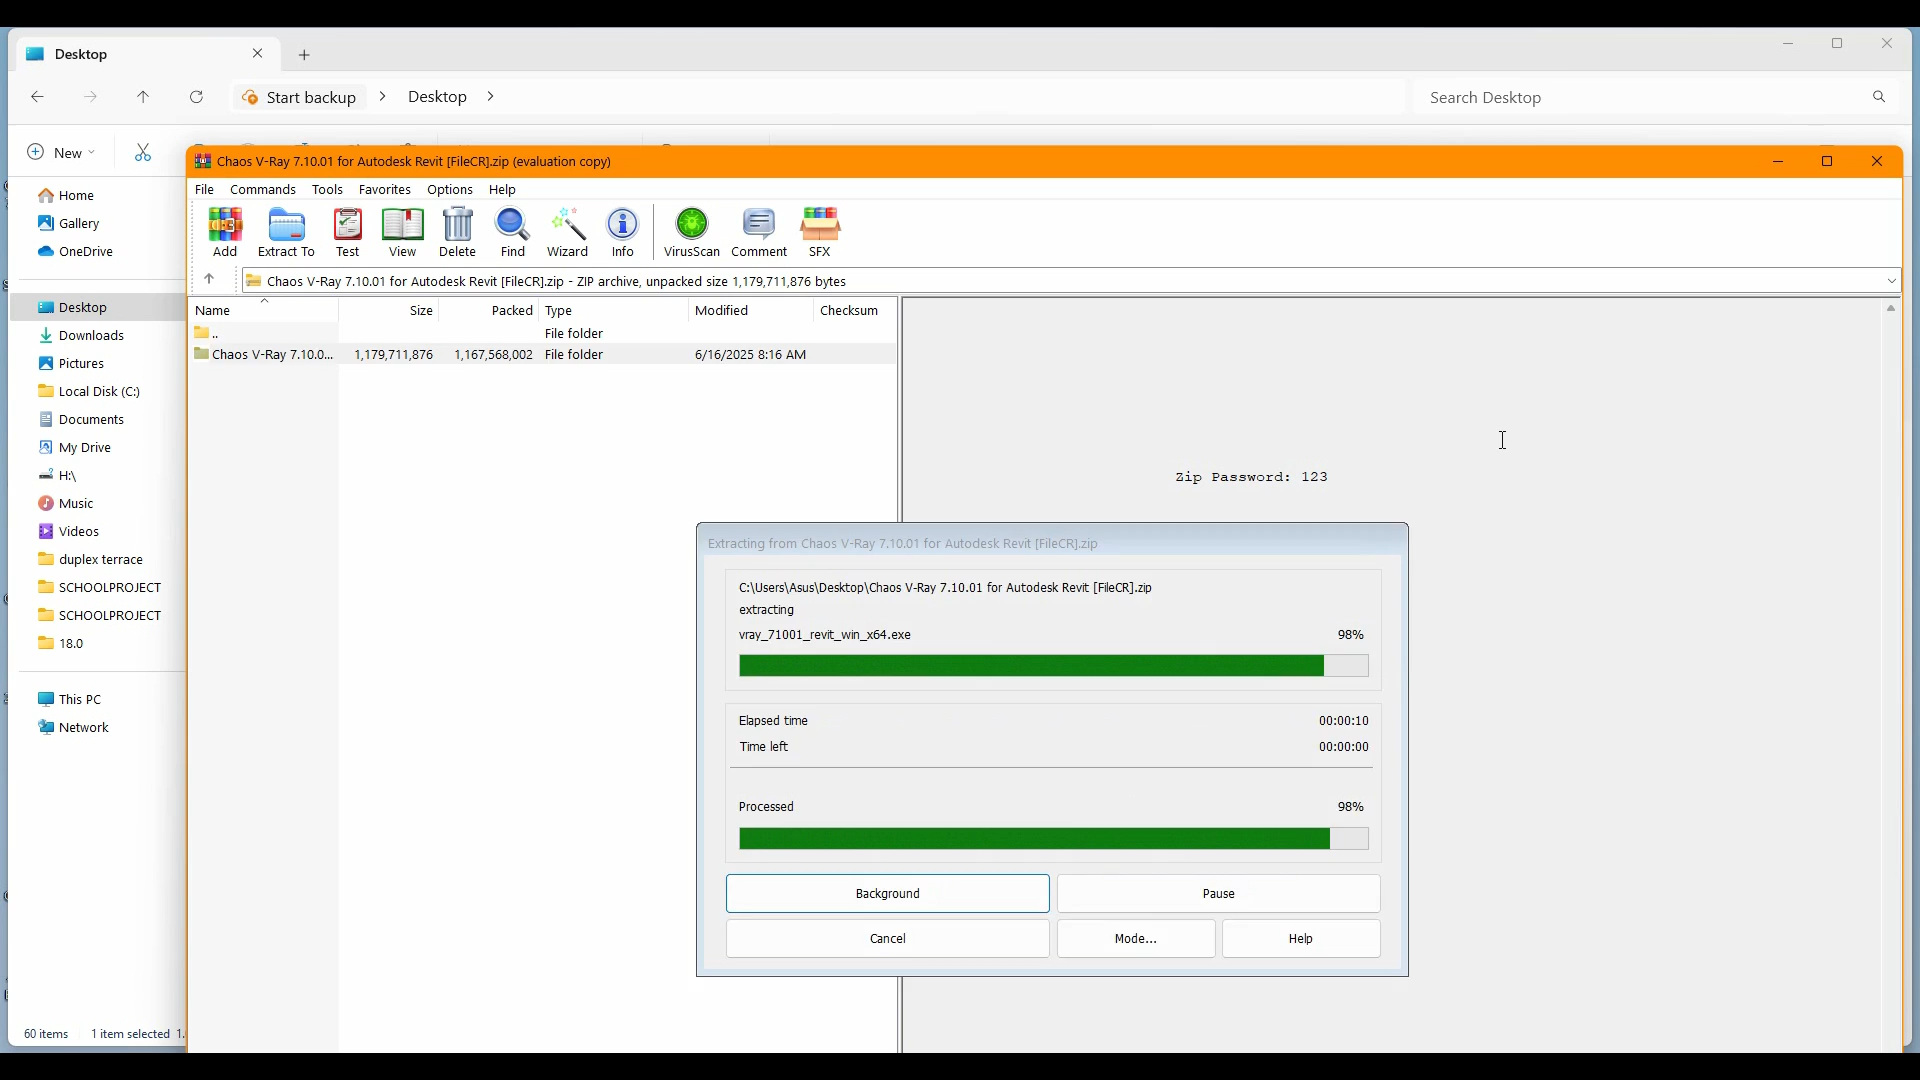 Desktop
Start backup > Desktop >
Search Desktop
New
Chaos V-Ray 7.10.01 for Autodesk Revit [FileCR].zip (evaluation copy)
File Commands Tools Favorites Options Help
Add Extract To Test View Delete Find Wizard Info VirusScan Comment SFX
Chaos V-Ray 7.10.01 for Autodesk Revit [FileCR].zip - ZIP archive, unpacked size 1,179,711,876 bytes
Name Size Packed Type Modified Checksum
.. File folder
Chaos V-Ray 7.10.0... 1,179,711,876 1,167,568,002 File folder 6/16/2025 8:16 AM
Home
Gallery
OneDrive
Desktop
Downloads
Pictures
Local Disk (C:)
Documents
My Drive
H:\
Music
Videos
duplex terrace
SCHOOLPROJECT
SCHOOLPROJECT
18.0
This PC
Network
60 items 1 item selected 1.
Zip Password: 123
Extracting from Chaos V-Ray 7.10.01 for Autodesk Revit [FileCR].zip
C:\Users\Asus\Desktop\Chaos V-Ray 7.10.01 for Autodesk Revit [FileCR].zip
extracting
vray_71001_revit_win_x64.exe 98%
Elapsed time 00:00:10
Time left 00:00:00
Processed 98%
Background Pause
Cancel Mode... Help